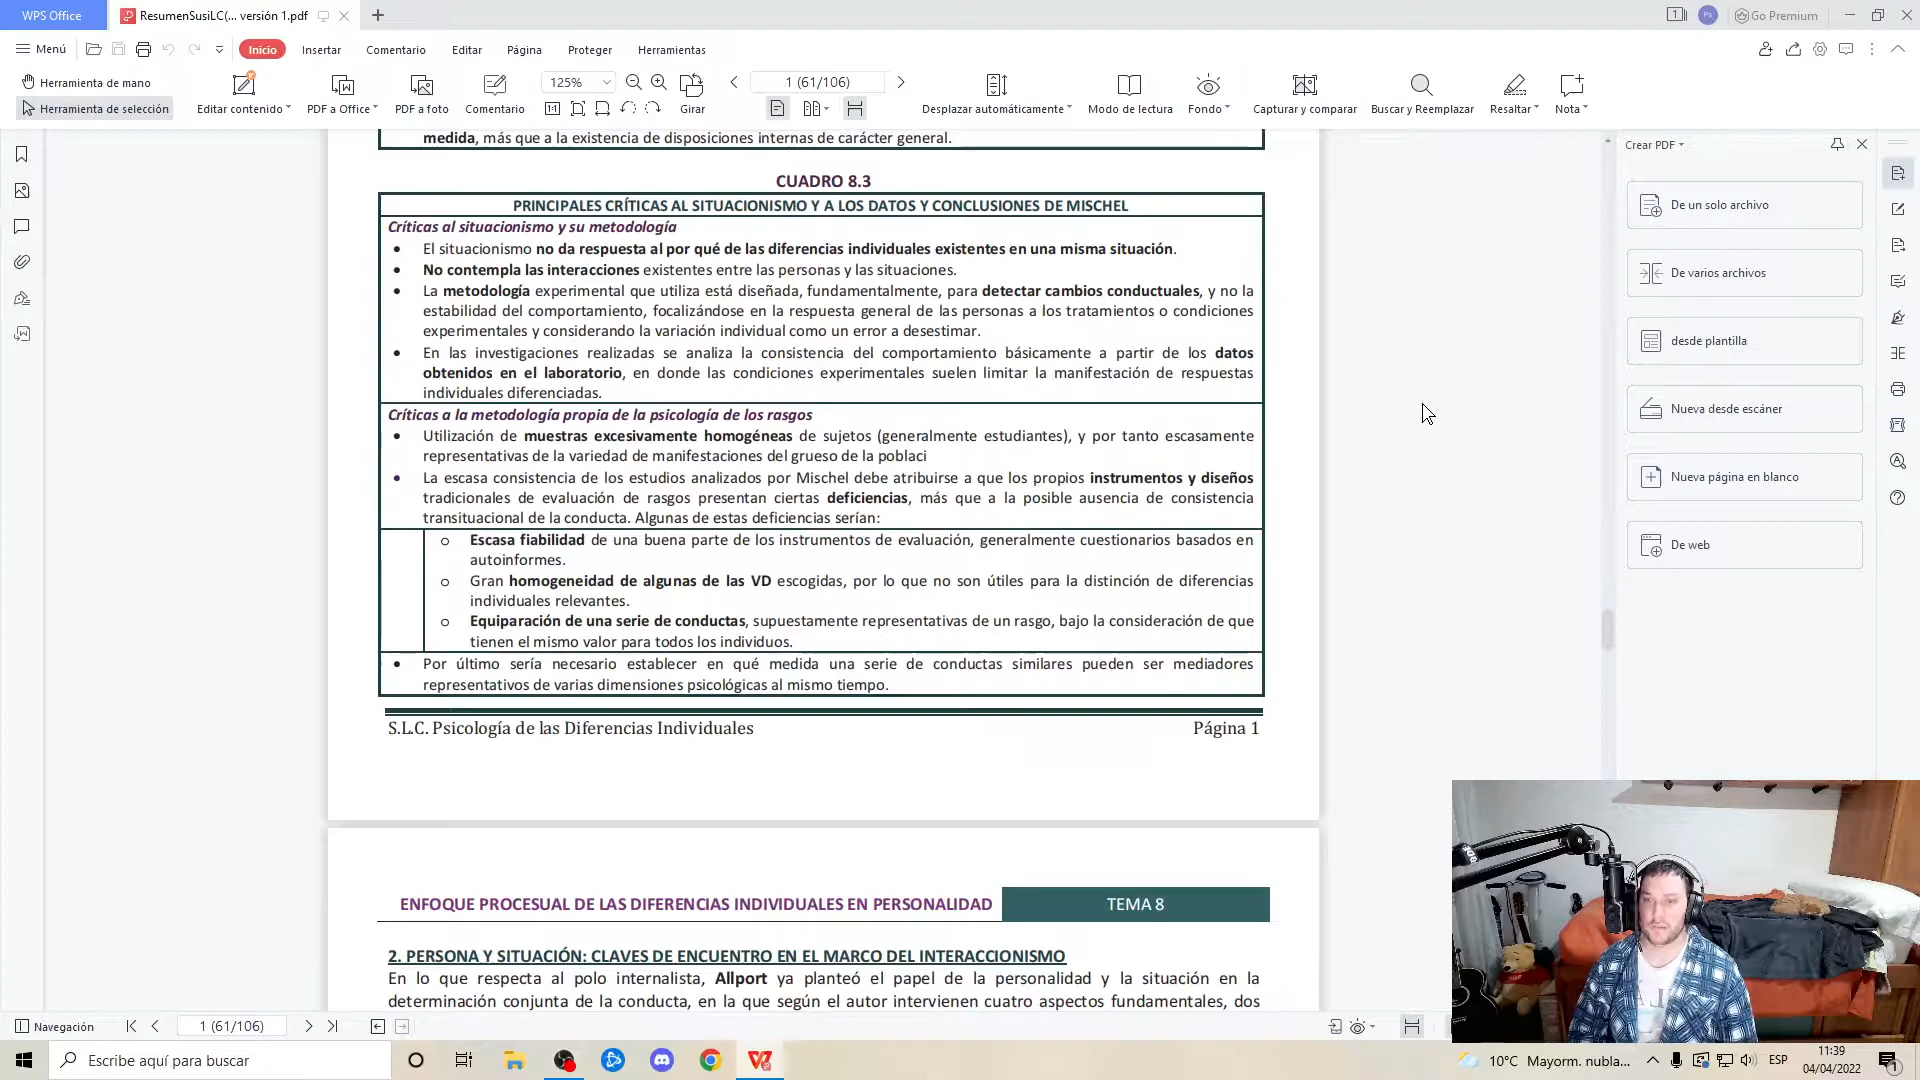 WPS Office
ResumenSusiLC(... versión 1.pdf
1
Ps
Go Premium
Menú
Inicio
Insertar
Comentario
Editar
Página
Proteger
Herramientas
Herramienta de mano
Herramienta de selección
Editar contenido
PDF a Office
PDF a foto
Comentario
125%
Girar
1 (61/106)
Desplazar automáticamente
Modo de lectura
Fondo
Capturar y comparar
Buscar y Reemplazar
Resaltar
Nota
medida, más que a la existencia de disposiciones internas de carácter general.
CUADRO 8.3
PRINCIPALES CRÍTICAS AL SITUACIONISMO Y A LOS DATOS Y CONCLUSIONES DE MISCHEL
Críticas al situacionismo y su metodología
• El situacionismo no da respuesta al por qué de las diferencias individuales existentes en una misma situación.
• No contempla las interacciones existentes entre las personas y las situaciones.
• La metodología experimental que utiliza está diseñada, fundamentalmente, para detectar cambios conductuales, y no la
estabilidad del comportamiento, focalizándose en la respuesta general de las personas a los tratamientos o condiciones
experimentales y considerando la variación individual como un error a desestimar.
• En las investigaciones realizadas se analiza la consistencia del comportamiento básicamente a partir de los datos
obtenidos en el laboratorio, en donde las condiciones experimentales suelen limitar la manifestación de respuestas
individuales diferenciadas.
Críticas a la metodología propia de la psicología de los rasgos
• Utilización de muestras excesivamente homogéneas de sujetos (generalmente estudiantes), y por tanto escasamente
representativas de la variedad de manifestaciones del grueso de la poblaci
• La escasa consistencia de los estudios analizados por Mischel debe atribuirse a que los propios instrumentos y diseños
tradicionales de evaluación de rasgos presentan ciertas deficiencias, más que a la posible ausencia de consistencia
transituacional de la conducta. Algunas de estas deficiencias serían:
o Escasa fiabilidad de una buena parte de los instrumentos de evaluación, generalmente cuestionarios basados en
autoinformes.
o Gran homogeneidad de algunas de las VD escogidas, por lo que no son útiles para la distinción de diferencias
individuales relevantes.
o Equiparación de una serie de conductas, supuestamente representativas de un rasgo, bajo la consideración de que
tienen el mismo valor para todos los individuos.
• Por último sería necesario establecer en qué medida una serie de conductas similares pueden ser mediadores
representativos de varias dimensiones psicológicas al mismo tiempo.
S.L.C. Psicología de las Diferencias Individuales
Página 1
ENFOQUE PROCESUAL DE LAS DIFERENCIAS INDIVIDUALES EN PERSONALIDAD
TEMA 8
2. PERSONA Y SITUACIÓN: CLAVES DE ENCUENTRO EN EL MARCO DEL INTERACCIONISMO
En lo que respecta al polo internalista, Allport ya planteó el papel de la personalidad y la situación en la
determinación conjunta de la conducta, en la que según el autor intervienen cuatro aspectos fundamentales, dos
Crear PDF
De un solo archivo
De varios archivos
desde plantilla
Nueva desde escáner
Nueva página en blanco
De web
Navegación
1 (61/106)
Escribe aquí para buscar
10°C Mayorm. nubla...
ESP
11:39
04/04/2022
1